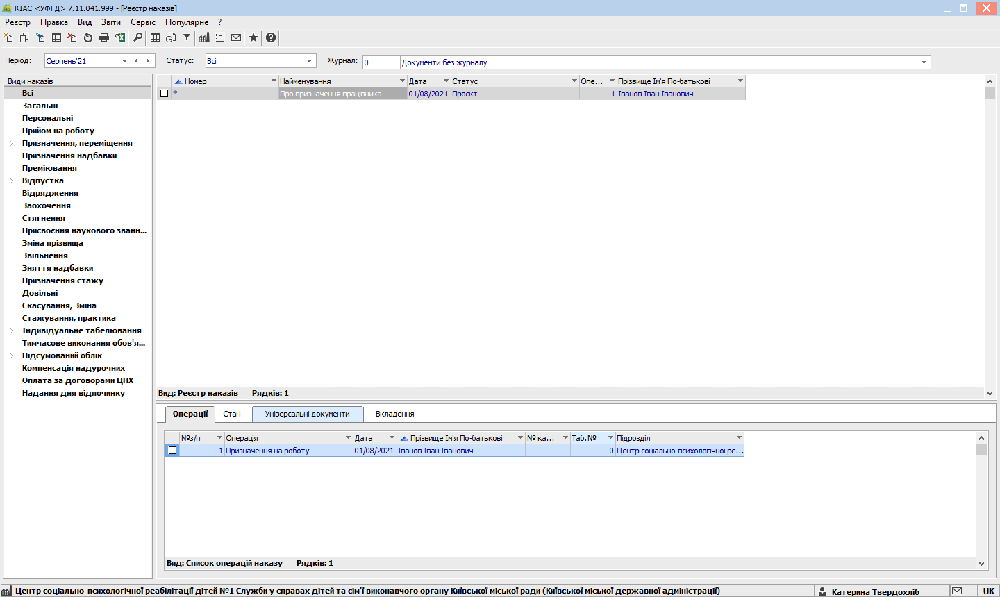 КІАС <УФГД> 7.11.041.999 - [Реєстр наказів]
Реєстр Правка Вид Звіти Сервіс Популярне ?
Період: Серпень'21 Статус: Всі Журнал: 0 Документи без журналу
Види наказів
Всі
Загальні
Персональні
Прийом на роботу
Призначення, переміщення
Призначення надбавки
Преміювання
Відпустка
Відрядження
Заохочення
Стягнення
Присвоєння наукового званн...
Зміна прізвища
Звільнення
Зняття надбавки
Призначення стажу
Довільні
Скасування, Зміна
Стажування, практика
Індивідуальне табелювання
Тимчасове виконання обов'я...
Підсумований облік
Компенсація надурочних
Оплата за договорами ЦПХ
Надання дня відпочинку
Номер Найменування Дата Статус Опе... Прізвище Ім'я По-батькові
* Про призначення працівника 01/08/2021 Проєкт 1 Іванов Іван Іванович
Вид: Реєстр наказів Рядків: 1
Операції Стан Універсальні документи Вкладення
№з/п Операція Дата Прізвище Ім'я По-батькові № ка... Таб.№ Підрозділ
1 Призначення на роботу 01/08/2021 Іванов Іван Іванович 0 Центр соціально-психологічної ре...
Вид: Список операцій наказу Рядків: 1
Центр соціально-психологічної реабілітації дітей №1 Служби у справах дітей та сім'ї виконавчого органу Київської міської ради (Київської міської державної адміністрації) Катерина Твердохліб UK